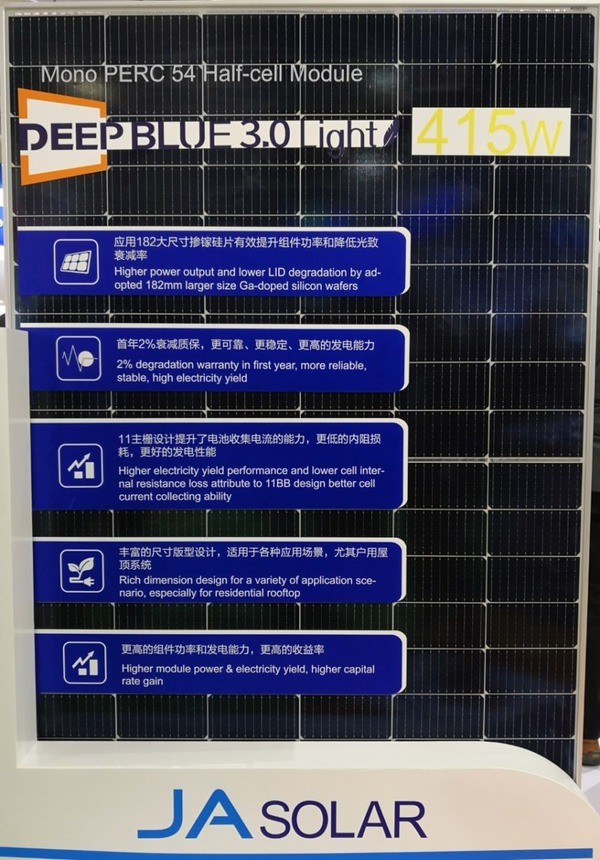 Mono PERC 54 Half-cell Module
DEEP BLUE 3.0 Light
415W
应用182大尺寸掺镓硅片有效提升组件功率和降低光致
衰减率
Higher power output and lower LID degradation by ad-
opted 182mm larger size Ga-doped silicon wafers
首年2%衰减质保，更可靠、更稳定、更高的发电能力
2% degradation warranty in first year, more reliable,
stable, high electricity yield
11主栅设计提升了电池收集电流的能力，更低的内阻损
耗，更好的发电性能
Higher electricity yield performance and lower cell inter-
nal resistance loss attribute to 11BB design better cell
current collecting ability
丰富的尺寸版型设计，适用于各种应用场景，尤其户用屋
顶系统
Rich dimension design for a variety of application sce-
nario, especially for residential rooftop
更高的组件功率和发电能力，更高的收益率
Higher module power & electricity yield, higher capital
rate gain
JA SOLAR